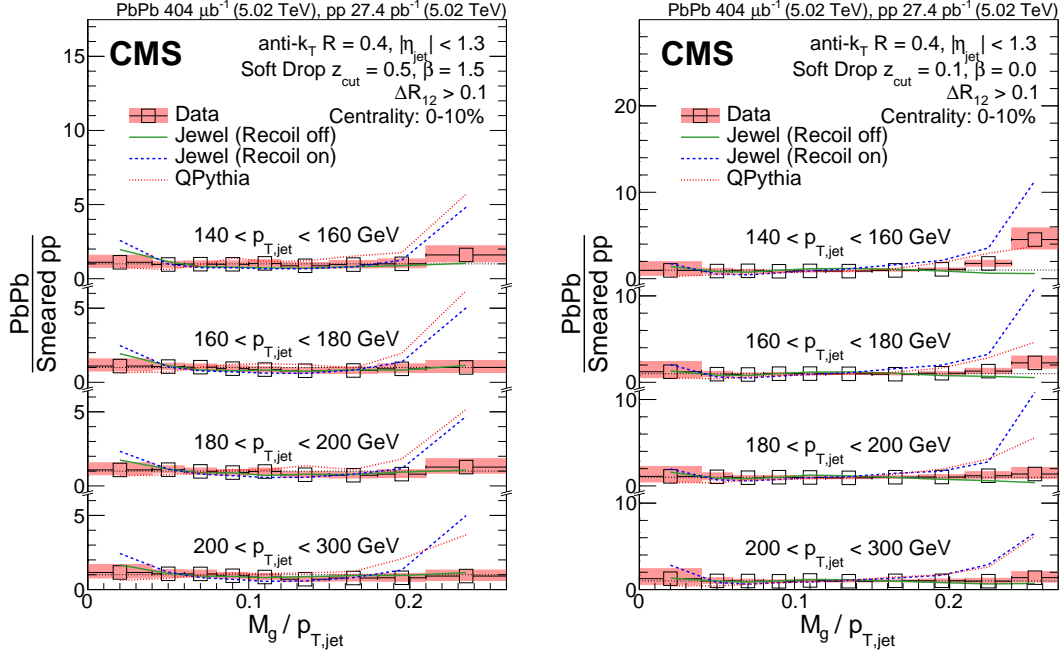 PbPb 404 μb⁻¹ (5.02 TeV), pp 27.4 pb⁻¹ (5.02 TeV)
CMS
anti-k_T R = 0.4, |η_jet| < 1.3
Soft Drop z_cut = 0.5, β = 1.5
ΔR_12 > 0.1
Centrality: 0-10%
Data
Jewel (Recoil off)
Jewel (Recoil on)
QPythia
15
10
5
0
140 < p_T,jet < 160 GeV
5
0
160 < p_T,jet < 180 GeV
5
0
180 < p_T,jet < 200 GeV
5
0
200 < p_T,jet < 300 GeV
PbPb
Smeared pp
0
0.1
0.2
M_g / p_T,jet
PbPb 404 μb⁻¹ (5.02 TeV), pp 27.4 pb⁻¹ (5.02 TeV)
CMS
anti-k_T R = 0.4, |η_jet| < 1.3
Soft Drop z_cut = 0.1, β = 0.0
ΔR_12 > 0.1
Centrality: 0-10%
Data
Jewel (Recoil off)
Jewel (Recoil on)
QPythia
20
10
0
140 < p_T,jet < 160 GeV
10
0
160 < p_T,jet < 180 GeV
10
0
180 < p_T,jet < 200 GeV
10
0
200 < p_T,jet < 300 GeV
PbPb
Smeared pp
0
0.1
0.2
M_g / p_T,jet